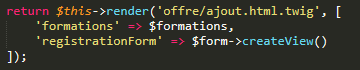 return $this->render('offre/ajout.html.twig', [
    'formations' => $formations,
    'registrationForm' => $form->createView()
]);